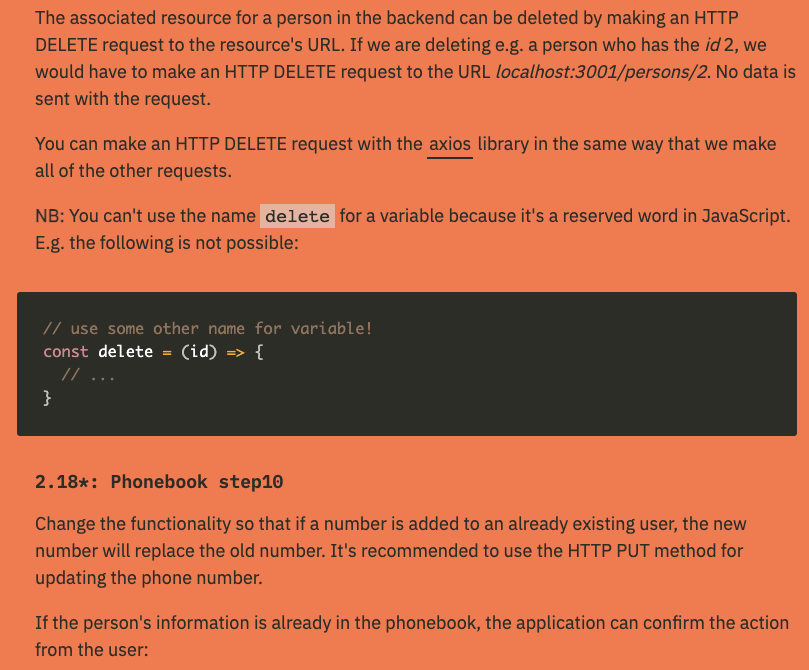 The associated resource for a person in the backend can be deleted by making an HTTP
DELETE request to the resource's URL. If we are deleting e.g. a person who has the id 2, we
would have to make an HTTP DELETE request to the URL localhost:3001/persons/2. No data is
sent with the request.
You can make an HTTP DELETE request with the axios library in the same way that we make
all of the other requests.
NB: You can't use the name delete for a variable because it's a reserved word in JavaScript.
E.g. the following is not possible:
// use some other name for variable!
const delete = (id) => {
  // ...
}
2.18*: Phonebook step10
Change the functionality so that if a number is added to an already existing user, the new
number will replace the old number. It's recommended to use the HTTP PUT method for
updating the phone number.
If the person's information is already in the phonebook, the application can confirm the action
from the user: